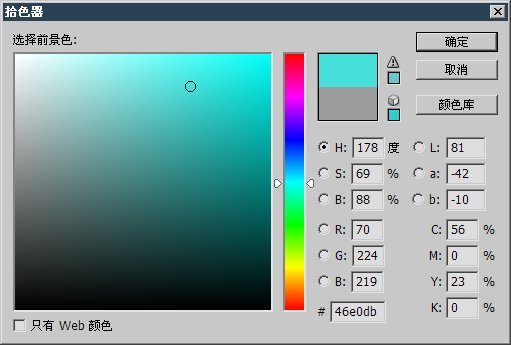 拾色器
选择前景色:
确定
取消
颜色库
H: 178 度
S: 69 %
B: 88 %
R: 70
G: 224
B: 219
# 46e0db
L: 81
a: -42
b: -10
C: 56 %
M: 0 %
Y: 23 %
K: 0 %
只有 Web 颜色